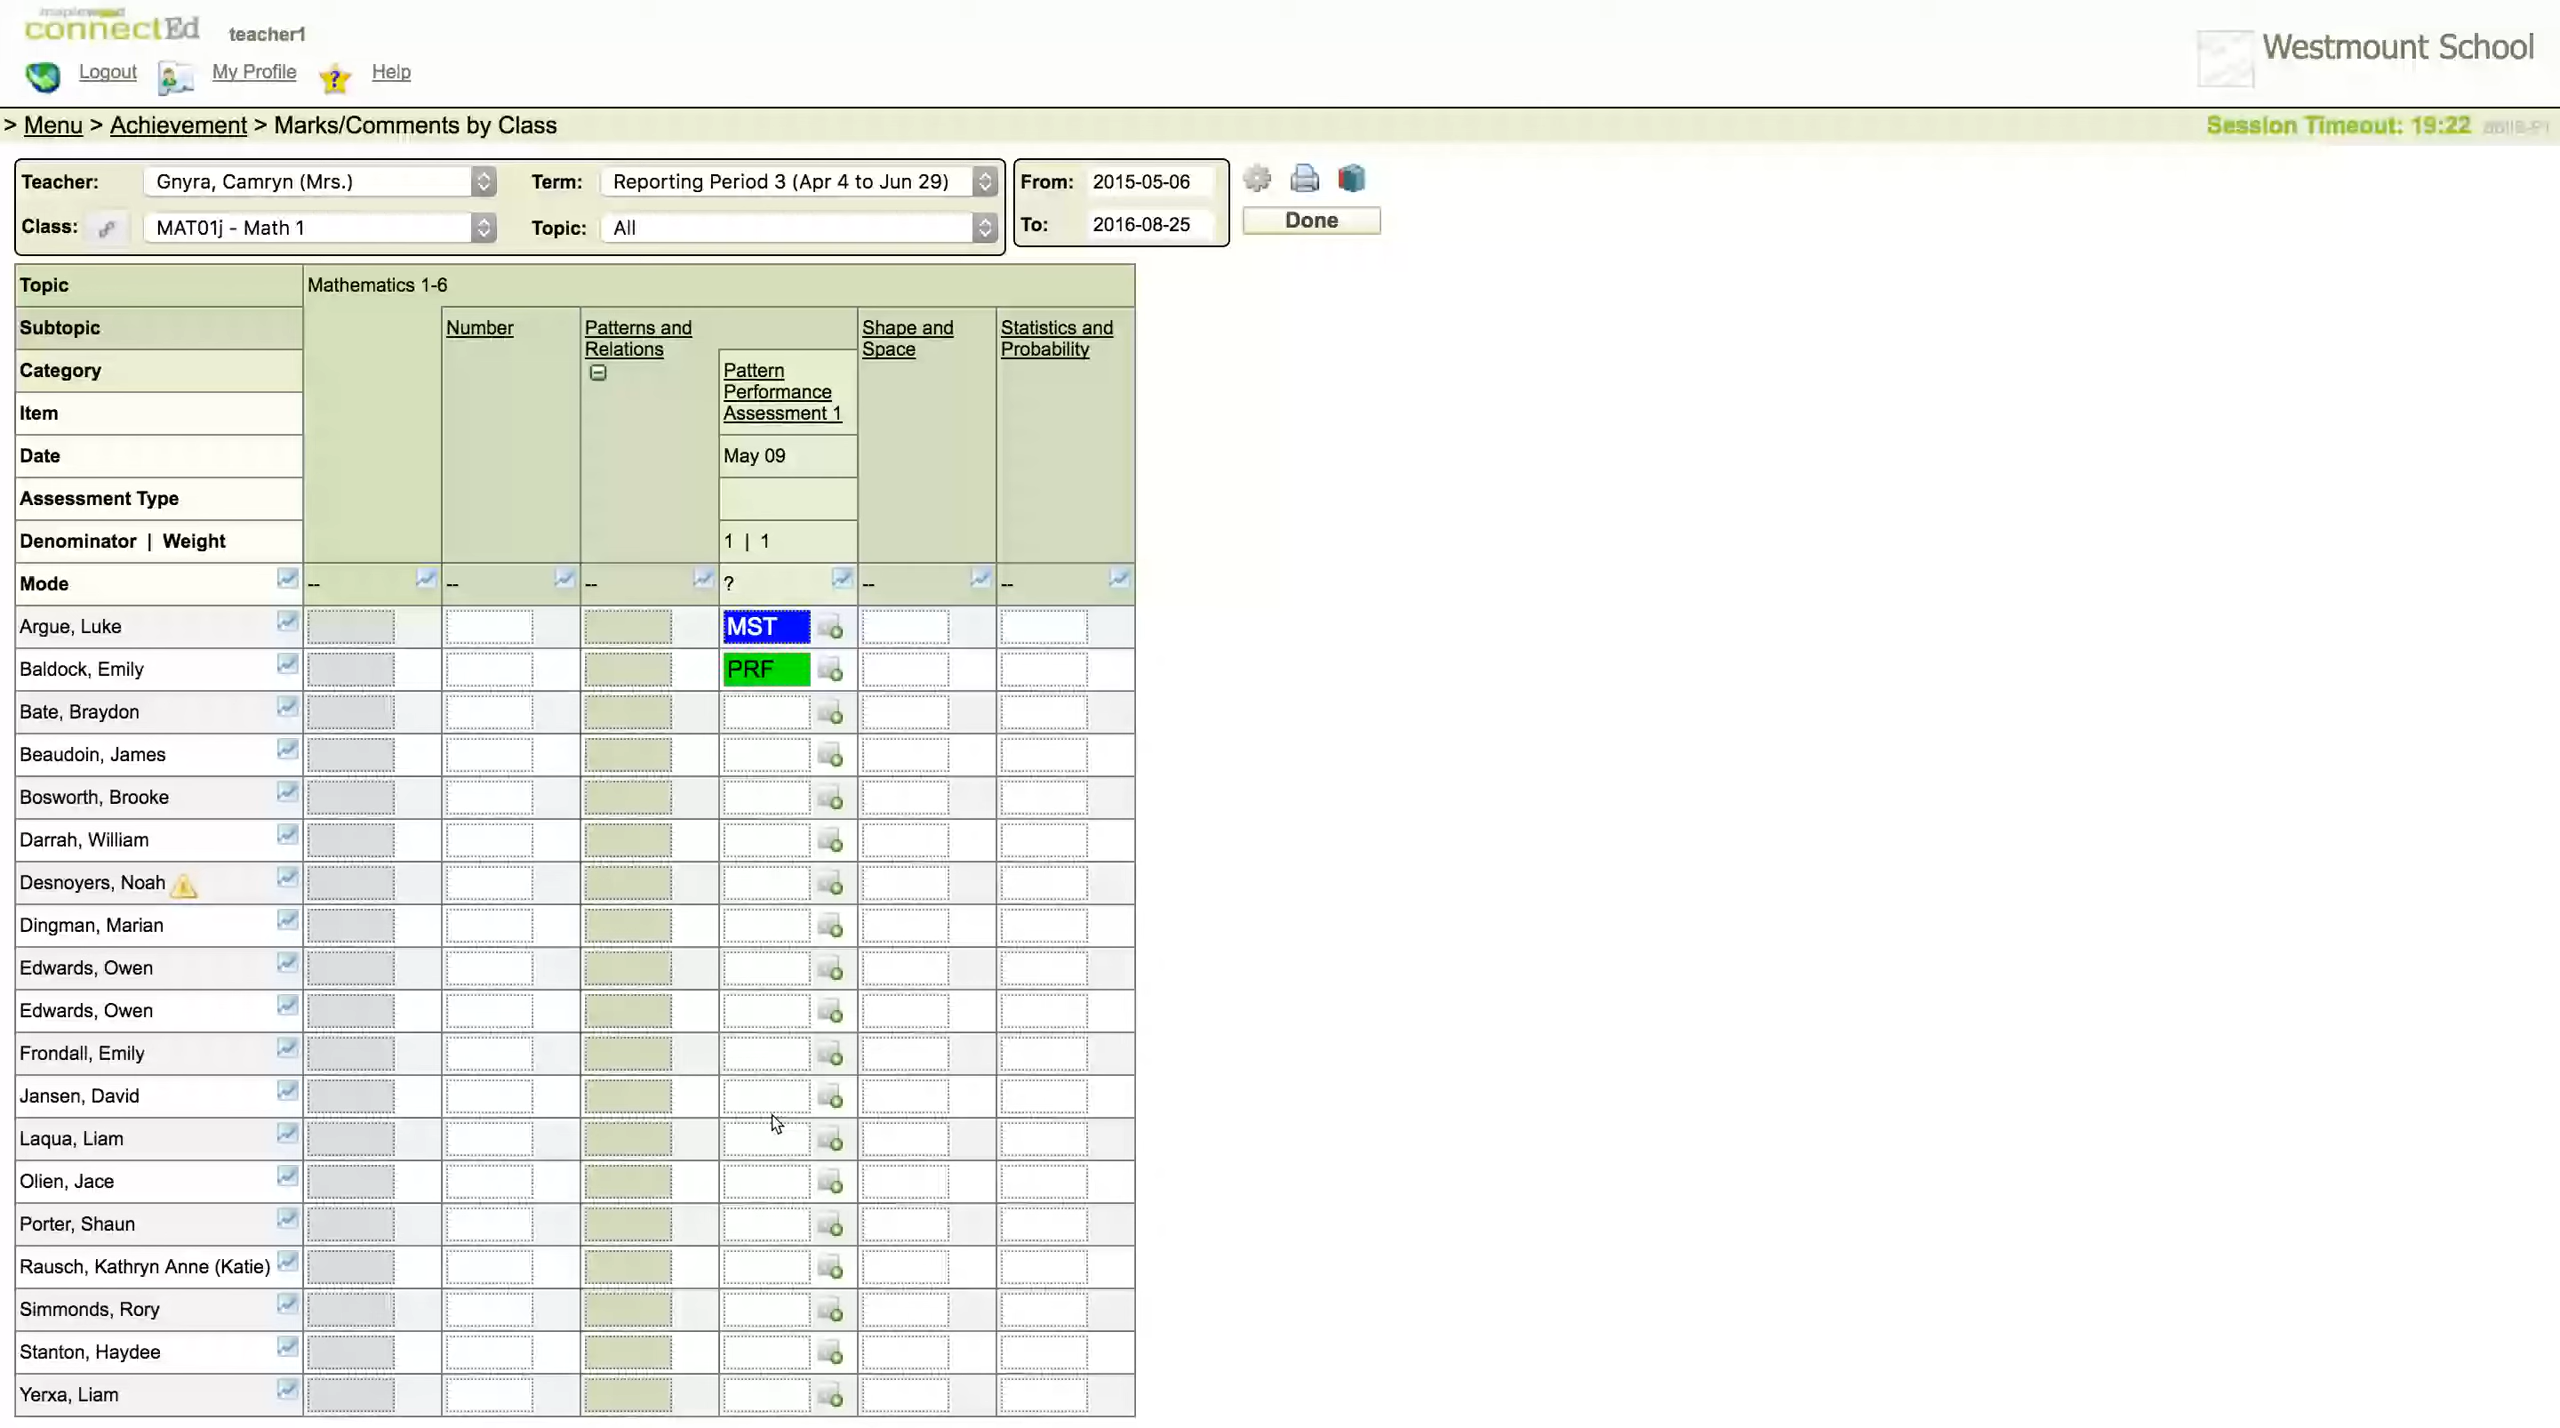 maplewood
connectEd teacher1
Logout My Profile Help
Westmount School
> Menu > Achievement > Marks/Comments by Class
Session Timeout: 19:22
Teacher: Gnyra, Camryn (Mrs.) Term: Reporting Period 3 (Apr 4 to Jun 29) From: 2015-05-06
Class: MAT01j - Math 1 Topic: All To: 2016-08-25 Done
Topic Mathematics 1-6
Subtopic Number Patterns and Relations Shape and Space Statistics and Probability
Category Pattern Performance Assessment 1
Item
Date May 09
Assessment Type
Denominator | Weight 1 | 1
Mode -- -- -- ? -- --
Argue, Luke MST
Baldock, Emily PRF
Bate, Braydon
Beaudoin, James
Bosworth, Brooke
Darrah, William
Desnoyers, Noah
Dingman, Marian
Edwards, Owen
Edwards, Owen
Frondall, Emily
Jansen, David
Laqua, Liam
Olien, Jace
Porter, Shaun
Rausch, Kathryn Anne (Katie)
Simmonds, Rory
Stanton, Haydee
Yerxa, Liam